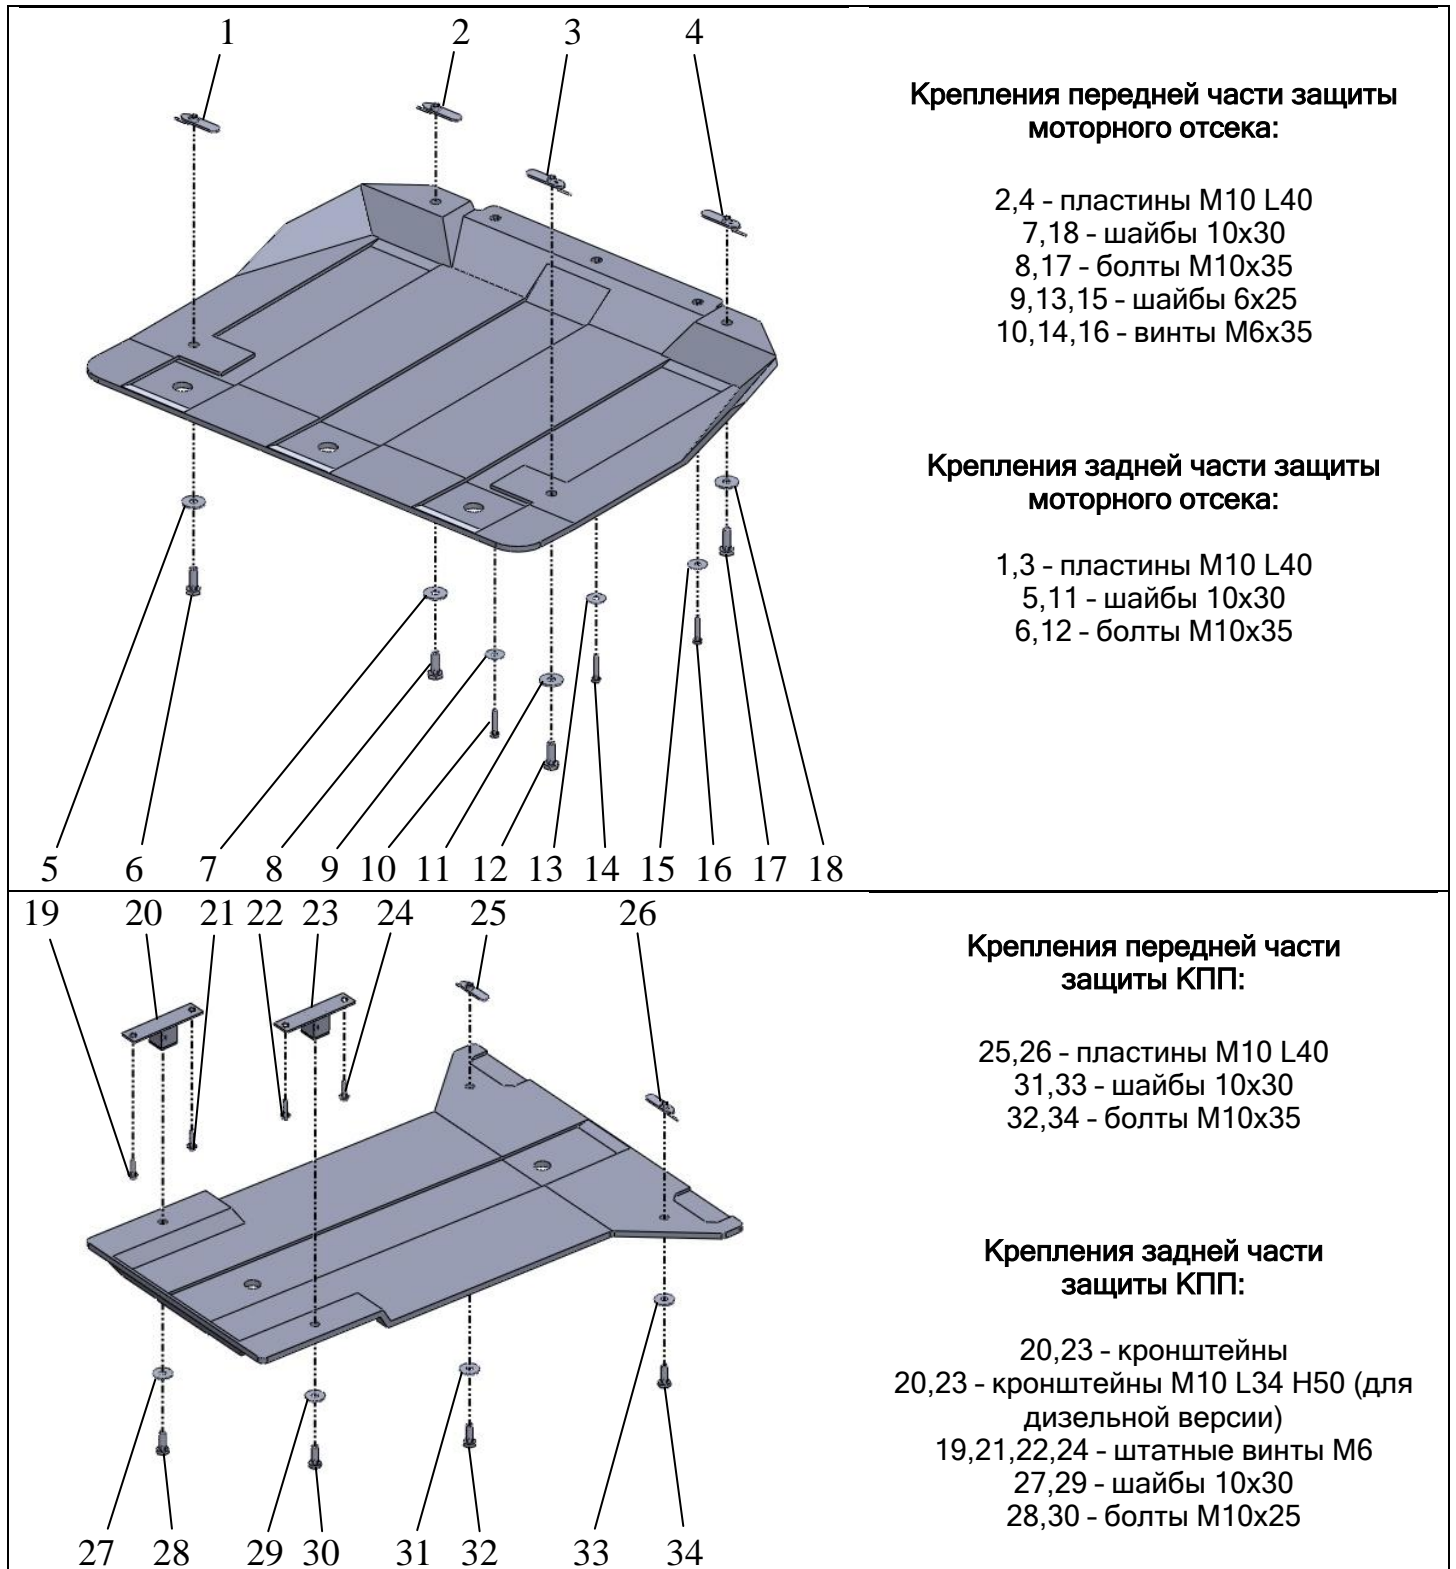 1 2 3 4
Крепления передней части защиты
моторного отсека:
2,4 – пластины М10 L40
7,18 – шайбы 10х30
8,17 – болты М10х35
9,13,15 – шайбы 6х25
10,14,16 – винты М6х35
Крепления задней части защиты
моторного отсека:
1,3 – пластины М10 L40
5,11 – шайбы 10х30
6,12 – болты М10х35
5 6 7 8 9 10 11 12 13 14 15 16 17 18
19 20 21 22 23 24 25 26
Крепления передней части
защиты КПП:
25,26 – пластины М10 L40
31,33 – шайбы 10х30
32,34 – болты М10х35
Крепления задней части
защиты КПП:
20,23 – кронштейны
20,23 – кронштейны М10 L34 H50 (для
дизельной версии)
19,21,22,24 – штатные винты М6
27,29 – шайбы 10х30
28,30 – болты М10х25
27 28 29 30 31 32 33 34